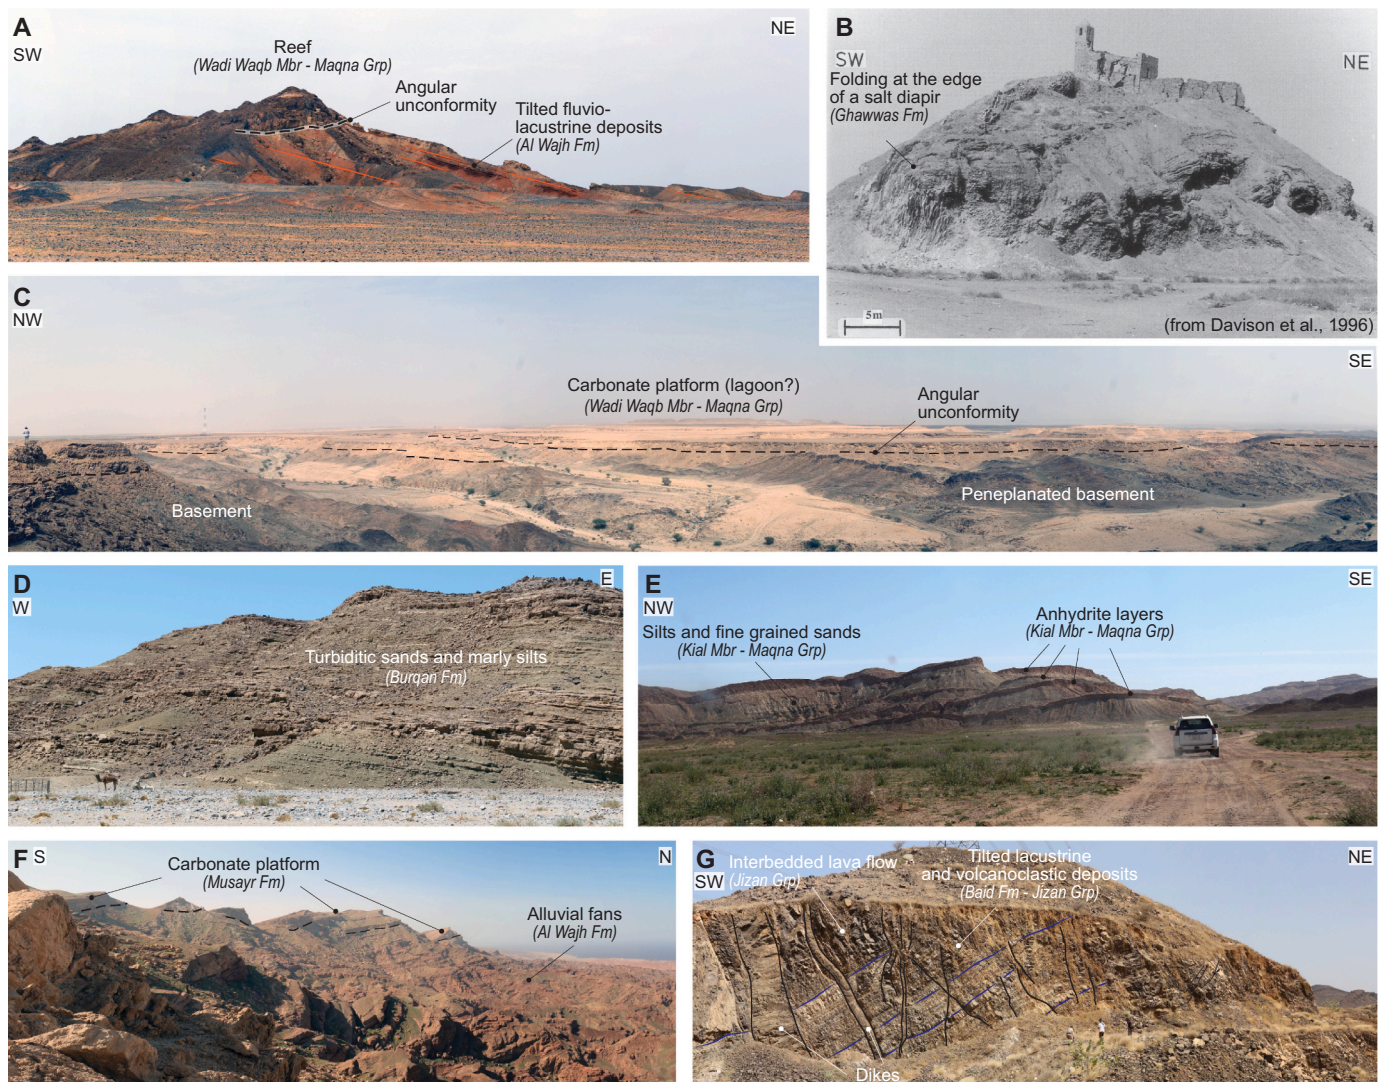 A
SW
NE
Reef
(Wadi Waqb Mbr - Maqna Grp)
Angular
unconformity
Tilted fluvio-
lacustrine deposits
(Al Wajh Fm)
B
SW
NE
Folding at the edge
of a salt diapir
(Ghawwas Fm)
5m
(from Davison et al., 1996)
C
NW
SE
Carbonate platform (lagoon?)
(Wadi Waqb Mbr - Maqna Grp)
Angular
unconformity
Basement
Peneplanated basement
D
W
E
Turbiditic sands and marly silts
(Burqan Fm)
E
NW
SE
Silts and fine grained sands
(Kial Mbr - Maqna Grp)
Anhydrite layers
(Kial Mbr - Maqna Grp)
F
S
N
Carbonate platform
(Musayr Fm)
Alluvial fans
(Al Wajh Fm)
G
SW
NE
Interbedded lava flow
(Jizan Grp)
Tilted lacustrine
and volcanoclastic deposits
(Baid Fm - Jizan Grp)
Dikes